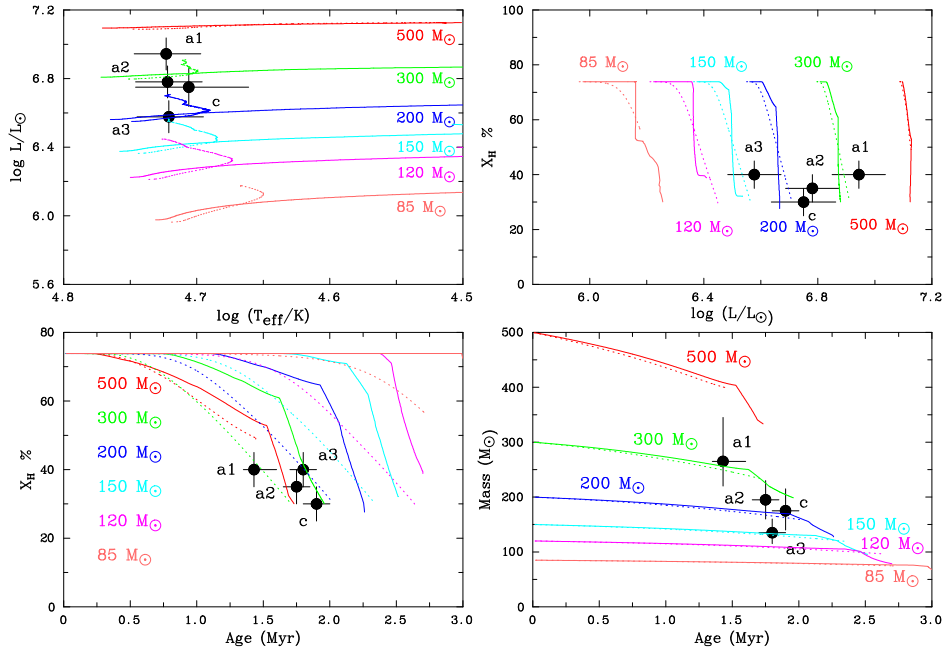 7.2
6.8
6.4
6.0
5.6
log L/L☉
4.8
4.7
4.6
4.5
log (Teff/K)
500 M☉
300 M☉
200 M☉
150 M☉
120 M☉
85 M☉
a1
a2
c
a3
100
80
60
40
20
0
XH %
6.0
6.4
6.8
7.2
log (L/L☉)
85 M☉
150 M☉
300 M☉
a3
a2
a1
c
120 M☉
200 M☉
500 M☉
80
60
40
20
0
XH %
0
0.5
1.0
1.5
2.0
2.5
3.0
Age (Myr)
500 M☉
300 M☉
200 M☉
150 M☉
120 M☉
85 M☉
a1
a3
a2
c
500
400
300
200
100
0
Mass (M☉)
0
0.5
1.0
1.5
2.0
2.5
3.0
Age (Myr)
500 M☉
300 M☉
a1
200 M☉
a2
c
150 M☉
a3
120 M☉
85 M☉